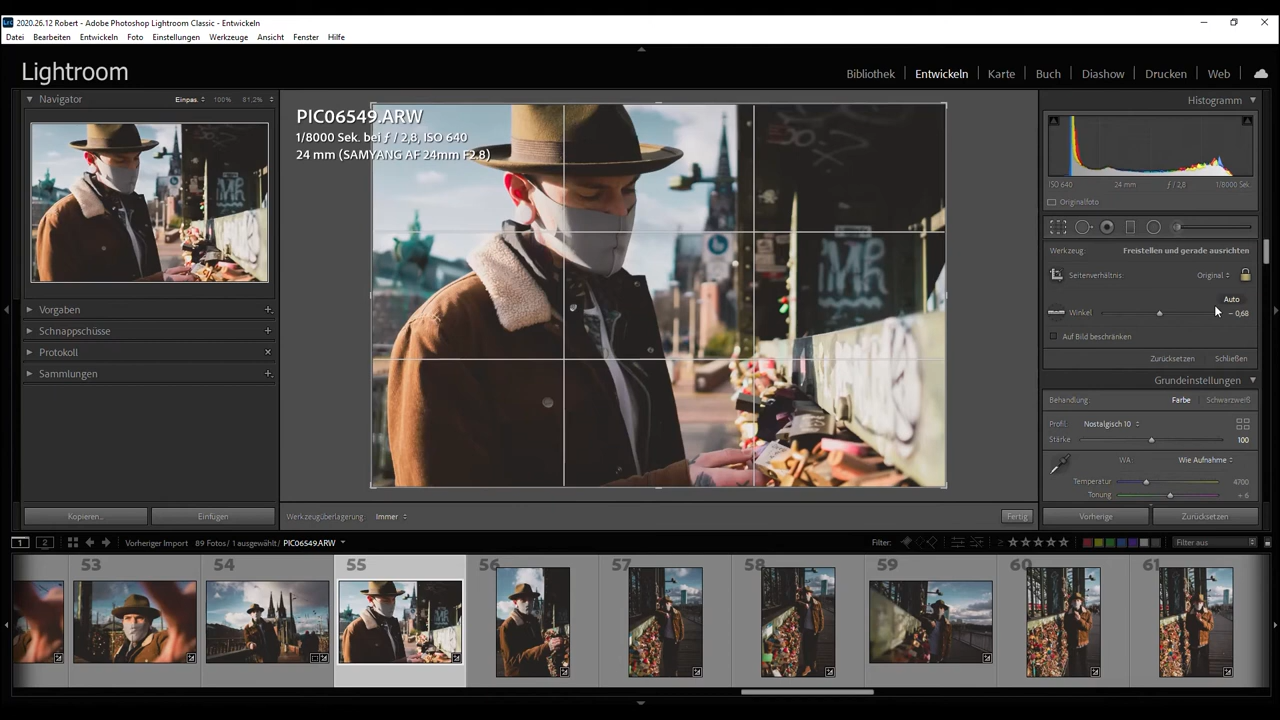 2020.26.12 Robert - Adobe Photoshop Lightroom Classic - Entwickeln
Datei Bearbeiten Entwickeln Foto Einstellungen Werkzeuge Ansicht Fenster Hilfe
Lightroom
Bibliothek Entwickeln Karte Buch Diashow Drucken Web
Navigator Einpas. 100% 81,2%
Vorgaben
Schnappschüsse
Protokoll
Sammlungen
Kopieren... Einfügen
PIC06549.ARW
1/8000 Sek. bei ƒ / 2,8, ISO 640
24 mm (SAMYANG AF 24mm F2.8)
Werkzeugüberlagerung: Immer Fertig
Histogramm
ISO 640 24 mm ƒ / 2,8 1/8000 Sek.
Originalfoto
Werkzeug: Freistellen und gerade ausrichten
Seitenverhältnis: Original
Auto
Winkel - 0,68
Auf Bild beschränken
Zurücksetzen Schließen
Grundeinstellungen
Behandlung: Farbe Schwarzweiß
Profil: Nostalgisch 10
Stärke 100
WA: Wie Aufnahme
Temperatur 4700
Tonung + 6
Vorherige Zurücksetzen
1 2 Vorheriger Import 89 Fotos/ 1 ausgewählt/ PIC06549.ARW Filter: Filter aus
53 54 55 56 57 58 59 60 61